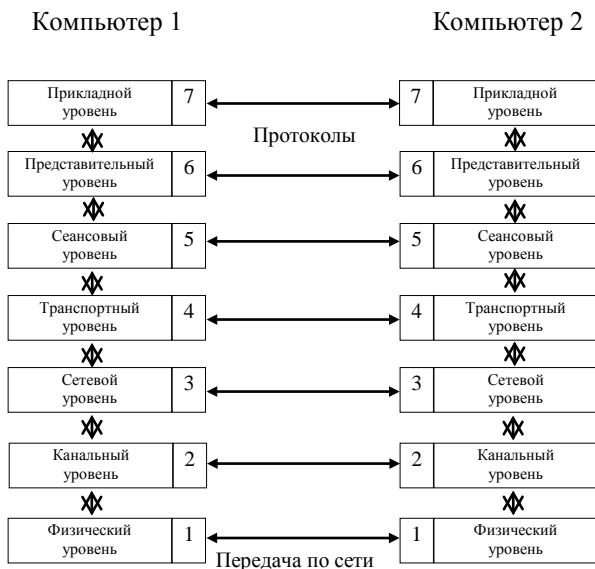 Компьютер 1 Компьютер 2
Прикладной уровень 7 7 Прикладной уровень
Протоколы
Представительный уровень 6 6 Представительный уровень
Сеансовый уровень 5 5 Сеансовый уровень
Транспортный уровень 4 4 Транспортный уровень
Сетевой уровень 3 3 Сетевой уровень
Канальный уровень 2 2 Канальный уровень
Физический уровень 1 1 Физический уровень
Передача по сети